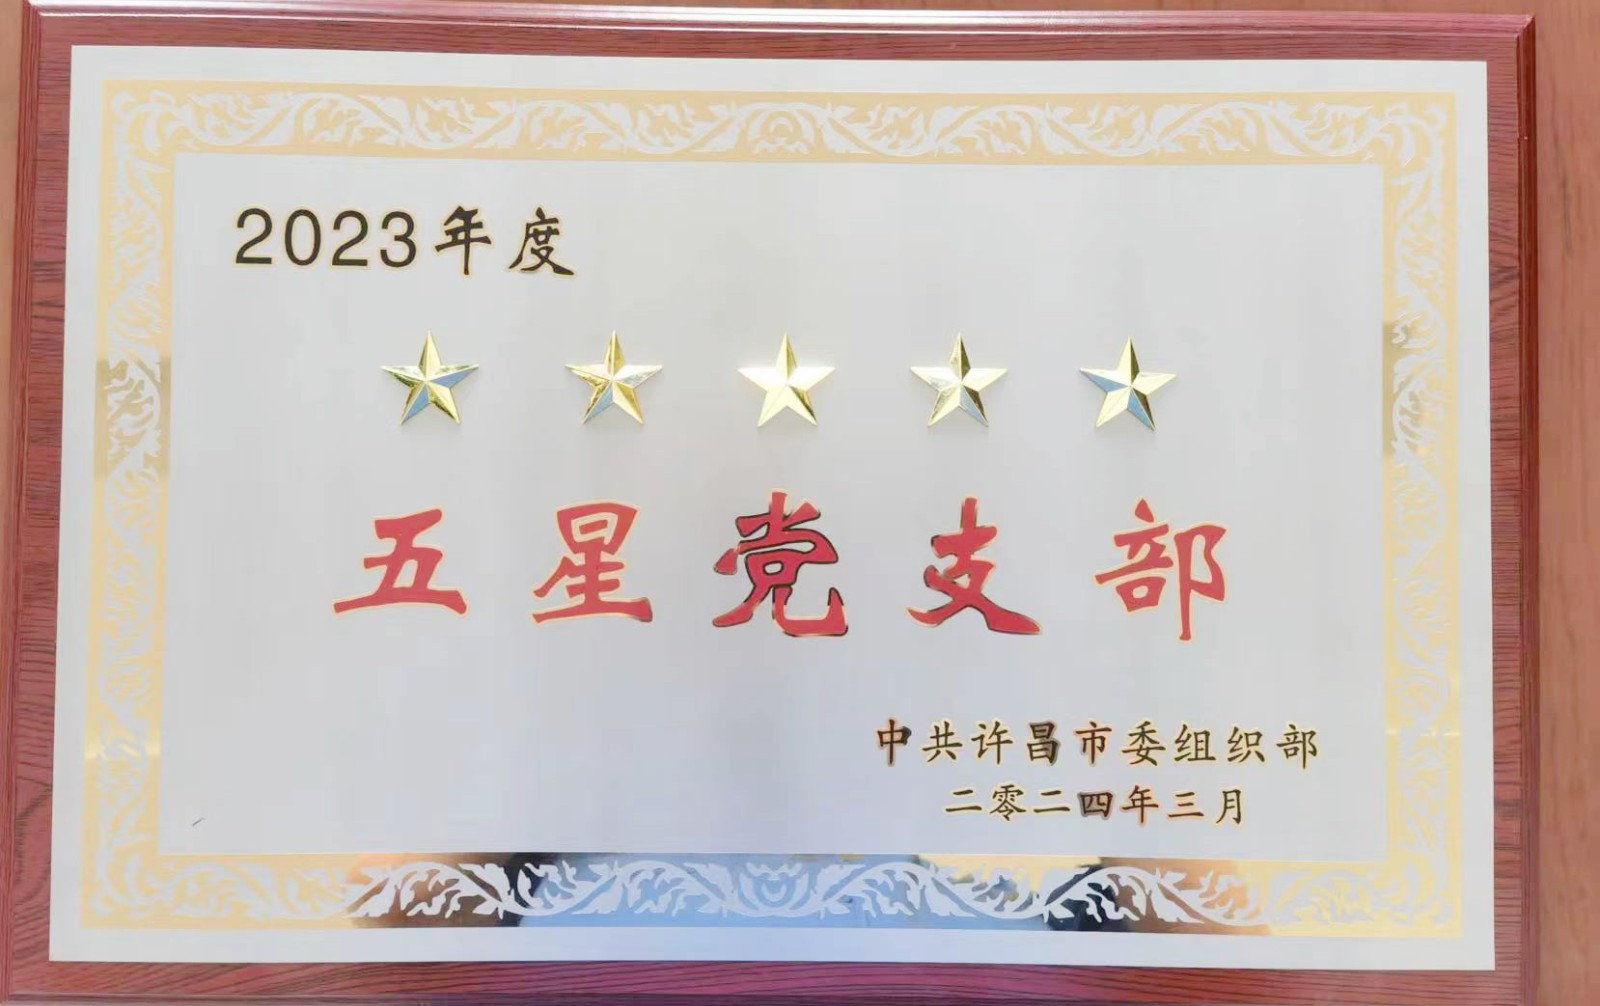 2023年度
五星党支部
中共许昌市委组织部
二零二四年三月